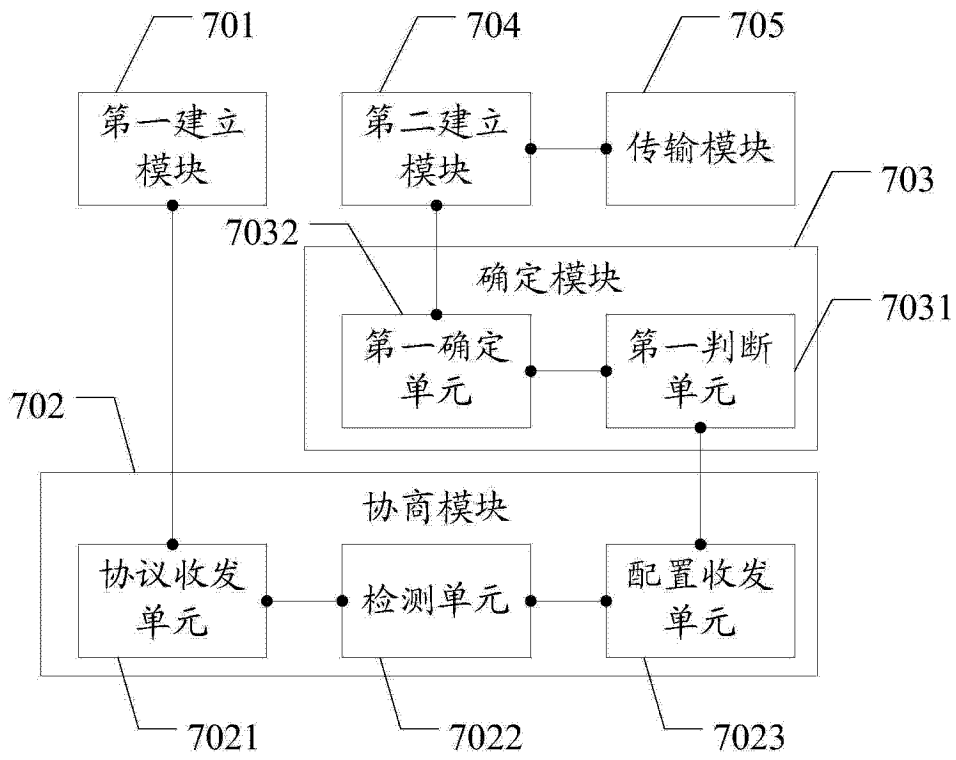 701
704
705
第一建立
模块
第二建立
模块
传输模块
703
7032
确定模块
7031
第一确定
单元
第一判断
单元
702
协商模块
协议收发
单元
检测单元
配置收发
单元
7021
7022
7023